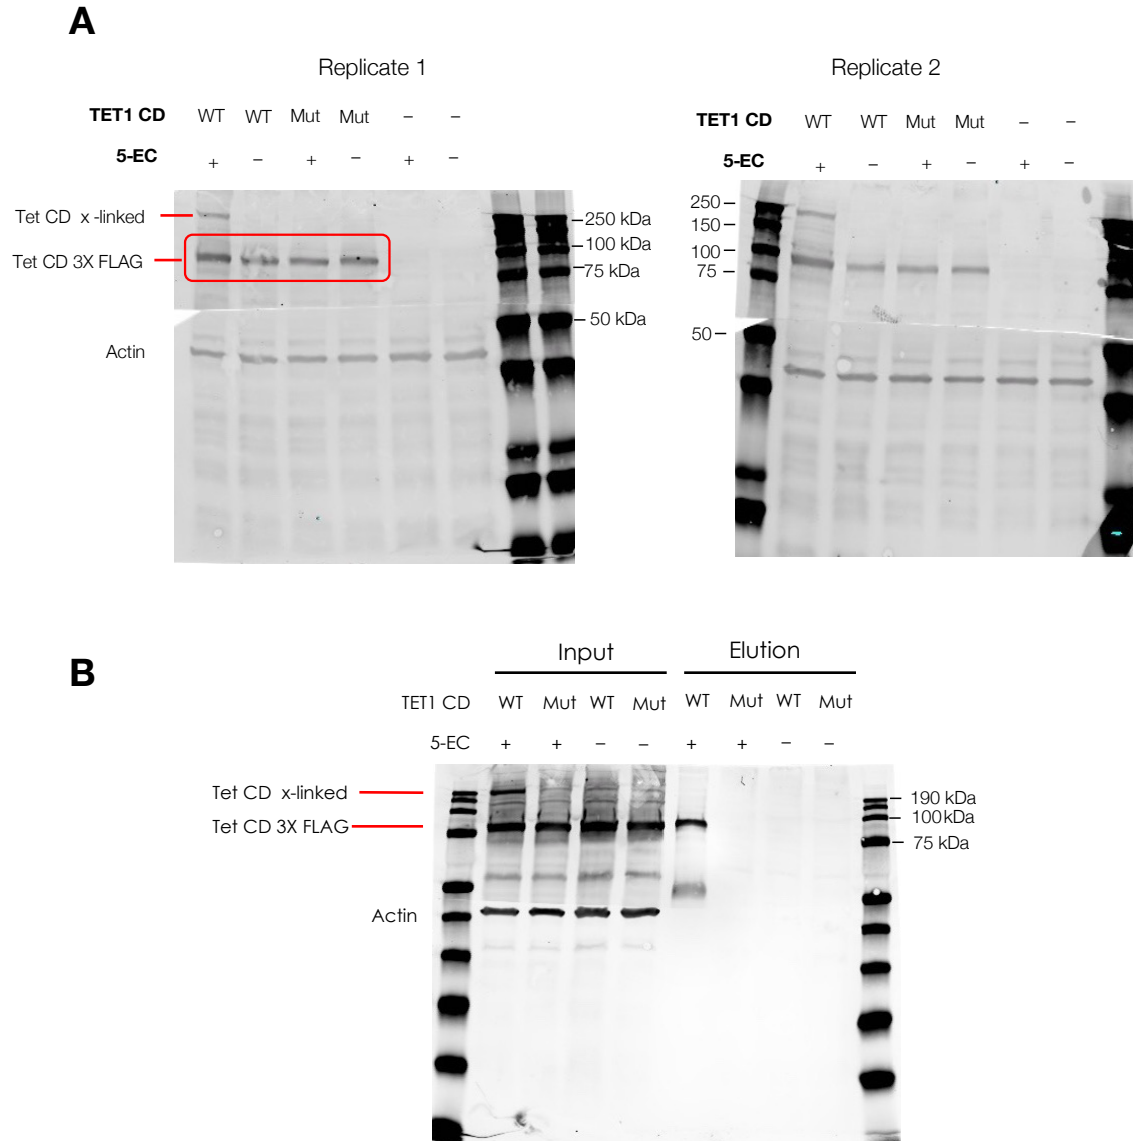 A
Replicate 1
TET1 CD WT WT Mut Mut – –
5-EC + – + – + –
Tet CD x -linked
Tet CD 3X FLAG
Actin
250 kDa
100 kDa
75 kDa
50 kDa
Replicate 2
TET1 CD WT WT Mut Mut – –
5-EC + – + – + –
250
150
100
75
50
B
Input Elution
TET1 CD WT Mut WT Mut WT Mut WT Mut
5-EC + + – – + + – –
Tet CD x-linked
Tet CD 3X FLAG
Actin
190 kDa
100 kDa
75 kDa